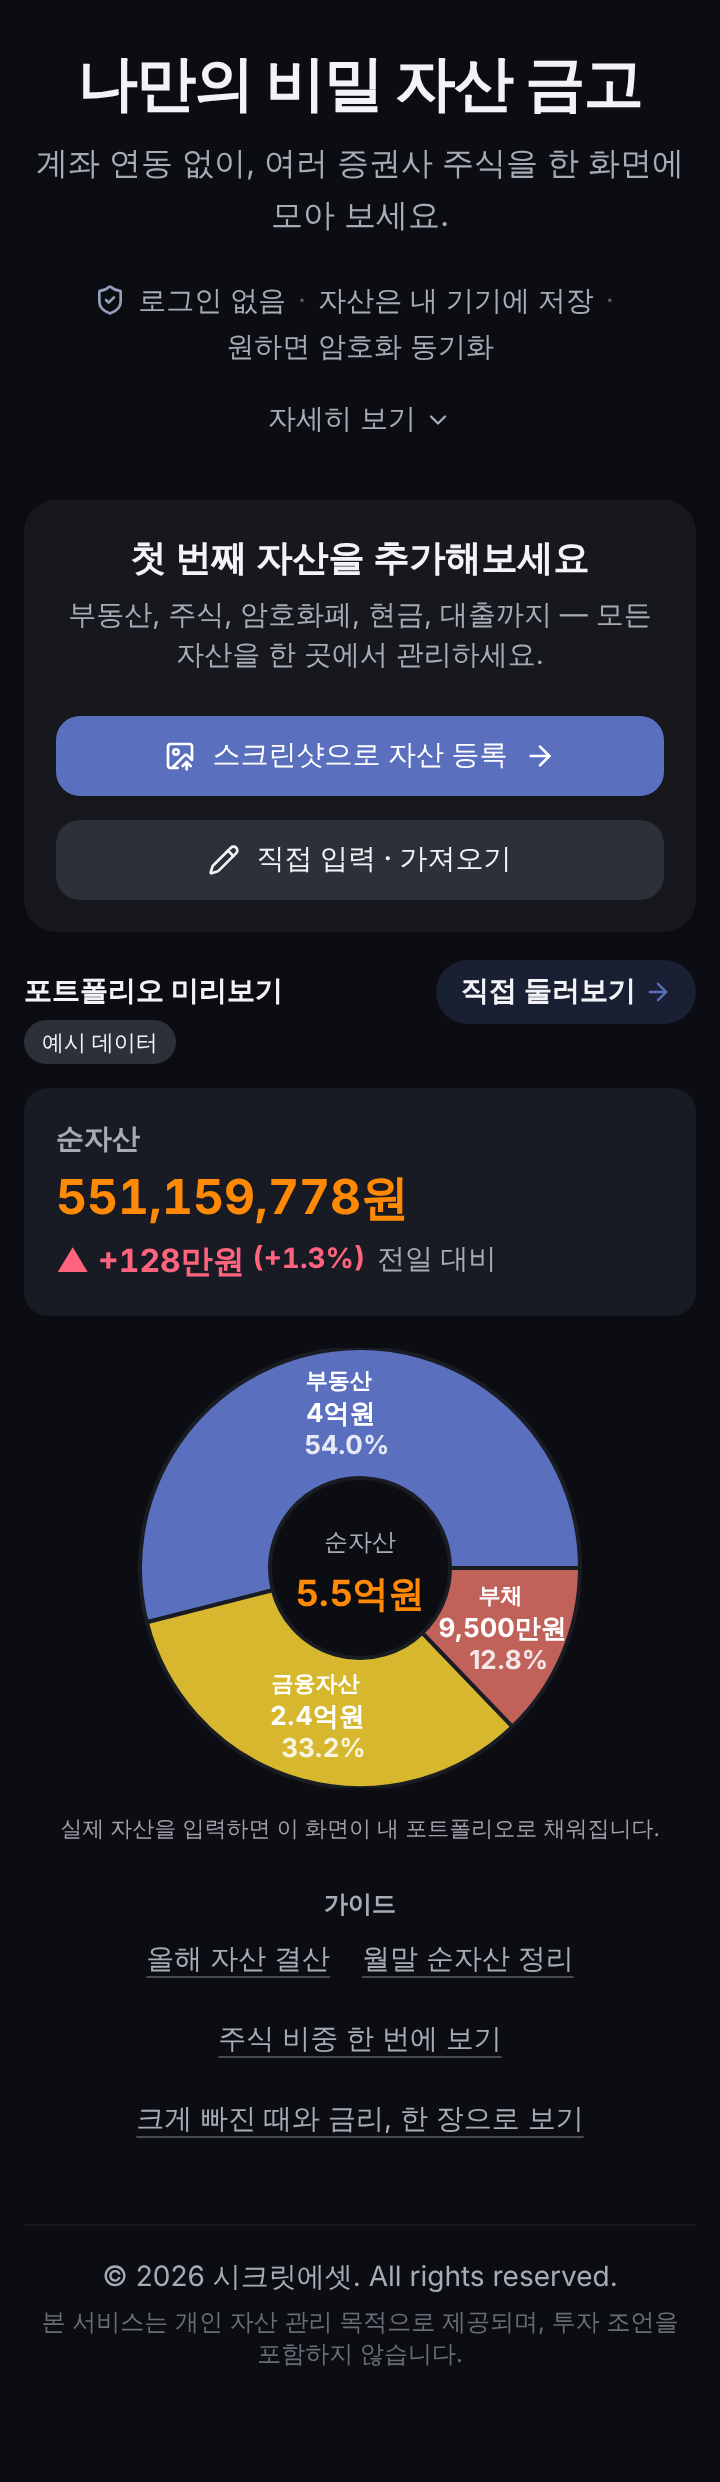 나만의 비밀 자산 금고
계좌 연동 없이, 여러 증권사 주식을 한 화면에
모아 보세요.
로그인 없음 · 자산은 내 기기에 저장 ·
원하면 암호화 동기화
자세히 보기
첫 번째 자산을 추가해보세요
부동산, 주식, 암호화폐, 현금, 대출까지 — 모든
자산을 한 곳에서 관리하세요.
스크린샷으로 자산 등록 →
직접 입력 · 가져오기
포트폴리오 미리보기
직접 둘러보기 →
예시 데이터
순자산
551,159,778원
▲ +128만원 (+1.3%) 전일 대비
부동산
4억원
54.0%
순자산
5.5억원
부채
9,500만원
12.8%
금융자산
2.4억원
33.2%
실제 자산을 입력하면 이 화면이 내 포트폴리오로 채워집니다.
가이드
올해 자산 결산 월말 순자산 정리
주식 비중 한 번에 보기
크게 빠진 때와 금리, 한 장으로 보기
© 2026 시크릿에셋. All rights reserved.
본 서비스는 개인 자산 관리 목적으로 제공되며, 투자 조언을
포함하지 않습니다.